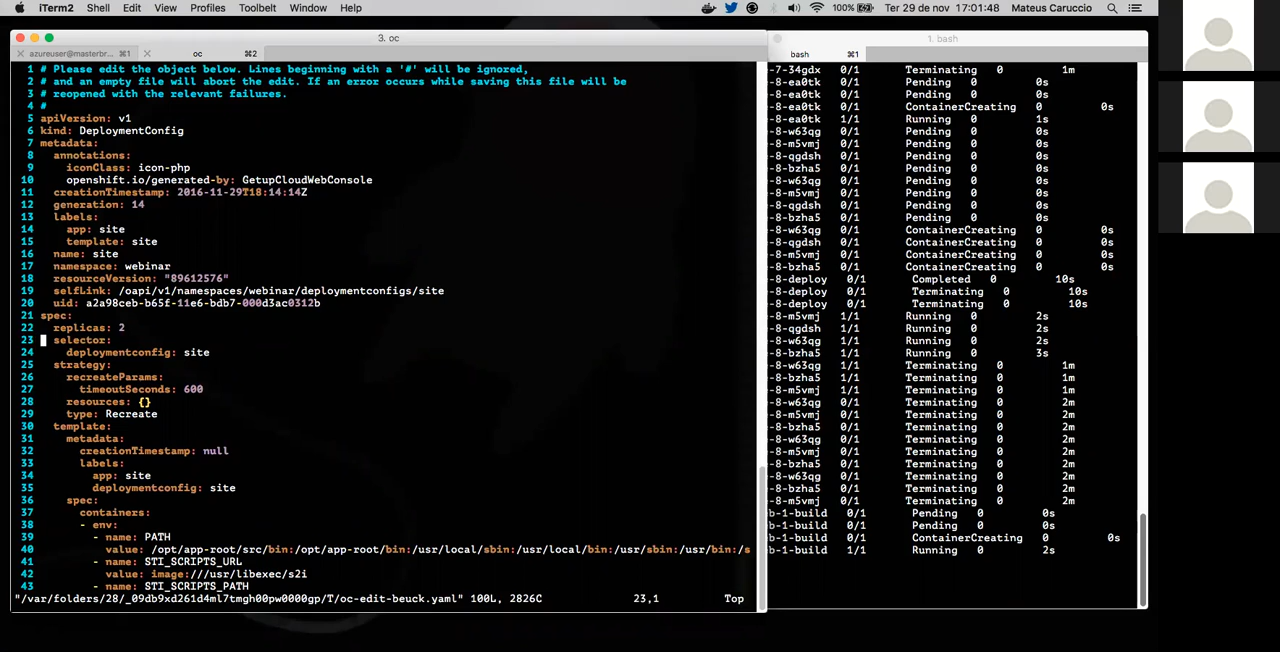 iTerm2 Shell Edit View Profiles Toolbelt Window Help 100% Ter 29 de nov 17:01:48 Mateus Caruccio
3. oc
azureuser@masterbr... ⌘1 oc ⌘2
1 # Please edit the object below. Lines beginning with a '#' will be ignored,
2 # and an empty file will abort the edit. If an error occurs while saving this file will be
3 # reopened with the relevant failures.
4 #
5 apiVersion: v1
6 kind: DeploymentConfig
7 metadata:
8 annotations:
9 iconClass: icon-php
10 openshift.io/generated-by: GetupCloudWebConsole
11 creationTimestamp: 2016-11-29T18:14:14Z
12 generation: 14
13 labels:
14 app: site
15 template: site
16 name: site
17 namespace: webinar
18 resourceVersion: "89612576"
19 selfLink: /oapi/v1/namespaces/webinar/deploymentconfigs/site
20 uid: a2a98ceb-b65f-11e6-bdb7-000d3ac0312b
21 spec:
22 replicas: 2
23 selector:
24 deploymentconfig: site
25 strategy:
26 recreateParams:
27 timeoutSeconds: 600
28 resources: {}
29 type: Recreate
30 template:
31 metadata:
32 creationTimestamp: null
33 labels:
34 app: site
35 deploymentconfig: site
36 spec:
37 containers:
38 - env:
39 - name: PATH
40 value: /opt/app-root/src/bin:/opt/app-root/bin:/usr/local/sbin:/usr/local/bin:/usr/sbin:/usr/bin:/s
41 - name: STI_SCRIPTS_URL
42 value: image:///usr/libexec/s2i
43 - name: STI_SCRIPTS_PATH
"/var/folders/28/_09db9xd261d4ml7tmgh00pw0000gp/T/oc-edit-beuck.yaml" 100L, 2826C 23,1 Top
1. bash
bash ⌘1
-7-34gdx 0/1 Terminating 0 1m
-8-ea0tk 0/1 Pending 0 0s
-8-ea0tk 0/1 Pending 0 0s
-8-ea0tk 0/1 ContainerCreating 0 0s
-8-ea0tk 1/1 Running 0 1s
-8-w63qg 0/1 Pending 0 0s
-8-m5vmj 0/1 Pending 0 0s
-8-qgdsh 0/1 Pending 0 0s
-8-bzha5 0/1 Pending 0 0s
-8-w63qg 0/1 Pending 0 0s
-8-m5vmj 0/1 Pending 0 0s
-8-qgdsh 0/1 Pending 0 0s
-8-bzha5 0/1 Pending 0 0s
-8-w63qg 0/1 ContainerCreating 0 0s
-8-qgdsh 0/1 ContainerCreating 0 0s
-8-m5vmj 0/1 ContainerCreating 0 0s
-8-bzha5 0/1 ContainerCreating 0 0s
-8-deploy 0/1 Completed 0 10s
-8-deploy 0/1 Terminating 0 10s
-8-deploy 0/1 Terminating 0 10s
-8-m5vmj 1/1 Running 0 2s
-8-qgdsh 1/1 Running 0 2s
-8-w63qg 1/1 Running 0 2s
-8-bzha5 1/1 Running 0 3s
-8-w63qg 1/1 Terminating 0 1m
-8-bzha5 1/1 Terminating 0 1m
-8-m5vmj 1/1 Terminating 0 1m
-8-w63qg 0/1 Terminating 0 2m
-8-m5vmj 0/1 Terminating 0 2m
-8-bzha5 0/1 Terminating 0 2m
-8-w63qg 0/1 Terminating 0 2m
-8-m5vmj 0/1 Terminating 0 2m
-8-bzha5 0/1 Terminating 0 2m
-8-w63qg 0/1 Terminating 0 2m
-8-bzha5 0/1 Terminating 0 2m
-8-m5vmj 0/1 Terminating 0 2m
b-1-build 0/1 Pending 0 0s
b-1-build 0/1 Pending 0 0s
b-1-build 0/1 ContainerCreating 0 0s
b-1-build 1/1 Running 0 2s